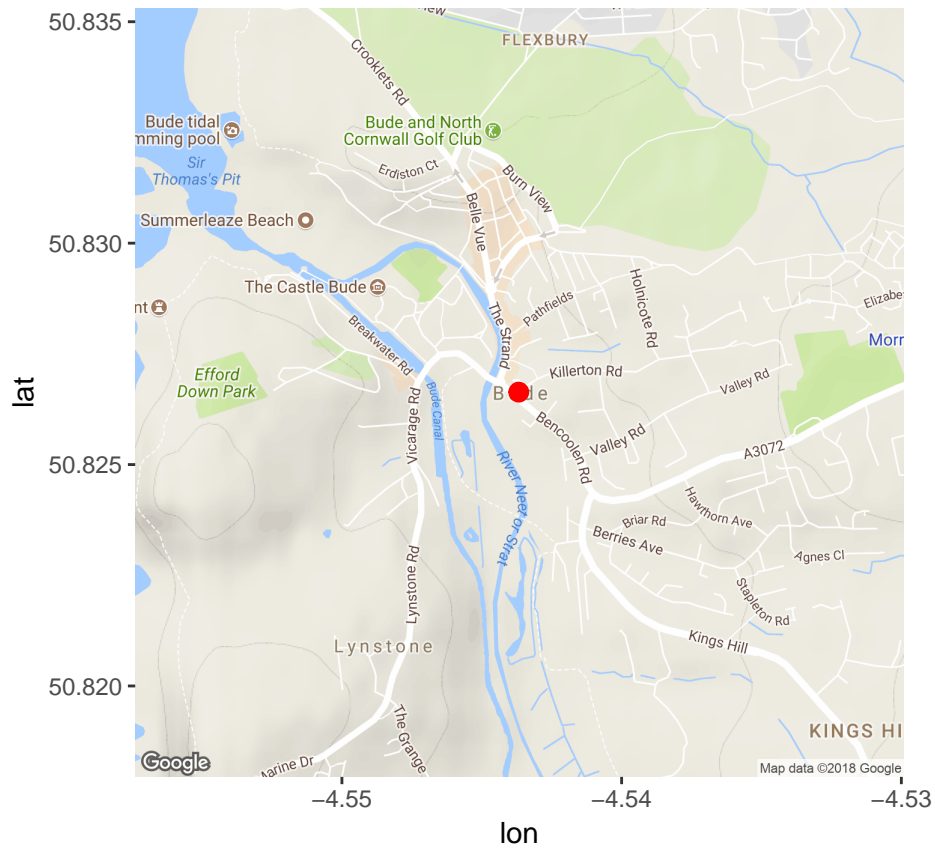 50.835
50.830
50.825
50.820
lat
−4.55
−4.54
−4.53
lon
FLEXBURY
Crooklets Rd
Bude tidal
mming pool
Sir
Thomas's Pit
Bude and North
Cornwall Golf Club
Erdiston Ct
Burn View
Belle Vue
Summerleaze Beach
The Castle Bude
nt
Breakwater Rd
The Strand
Pathfields
Holnicote Rd
Elizabe
Morr
Efford
Down Park
Killerton Rd
Valley Rd
B de
Bude Canal
Vicarage Rd
Bencoolen Rd
Valley Rd
A3072
River Neet or Strat
Hawthorn Ave
Briar Rd
Berries Ave
Agnes Cl
Stapleton Rd
Lynstone Rd
Lynstone
Kings Hill
The Grange
KINGS HI
Marine Dr
Google
Map data ©2018 Google